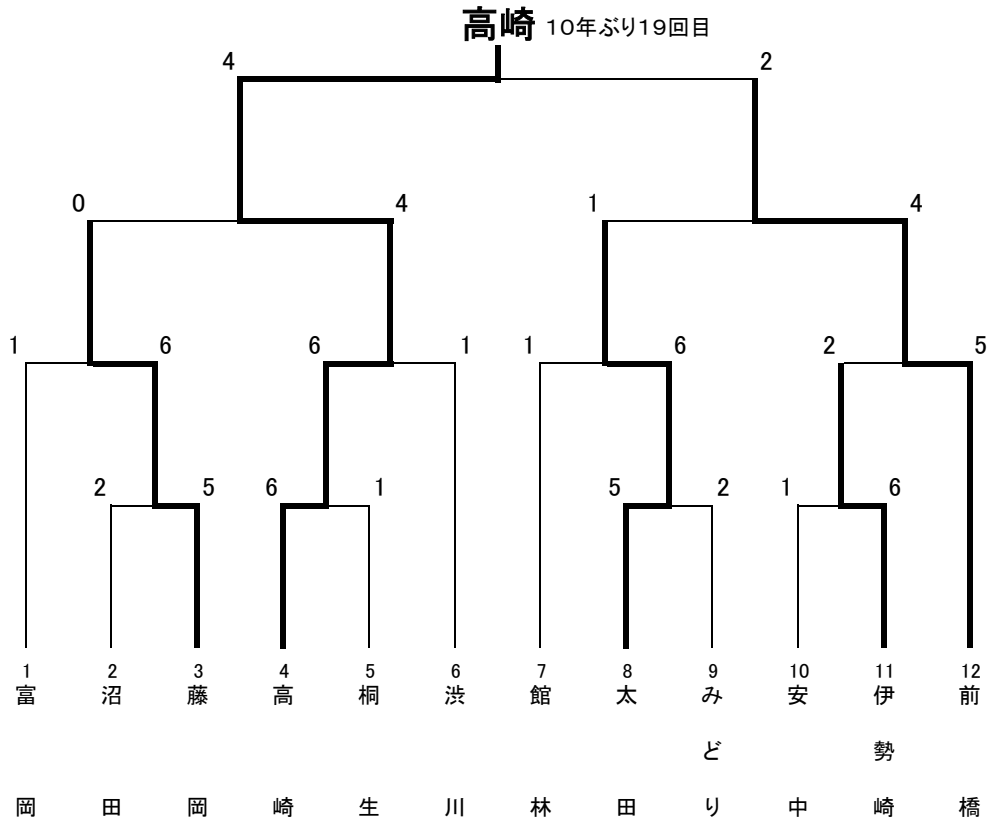 高崎 10年ぶり19回目
4 2
0 4 1 4
1 6 6 1 1 6 2 5
2 5 6 1 5 2 1 6
1 2 3 4 5 6 7 8 9 10 11 12
富岡
沼田
藤岡
高崎
桐生
渋川
館林
太田
みどり
安中
伊勢崎
前橋